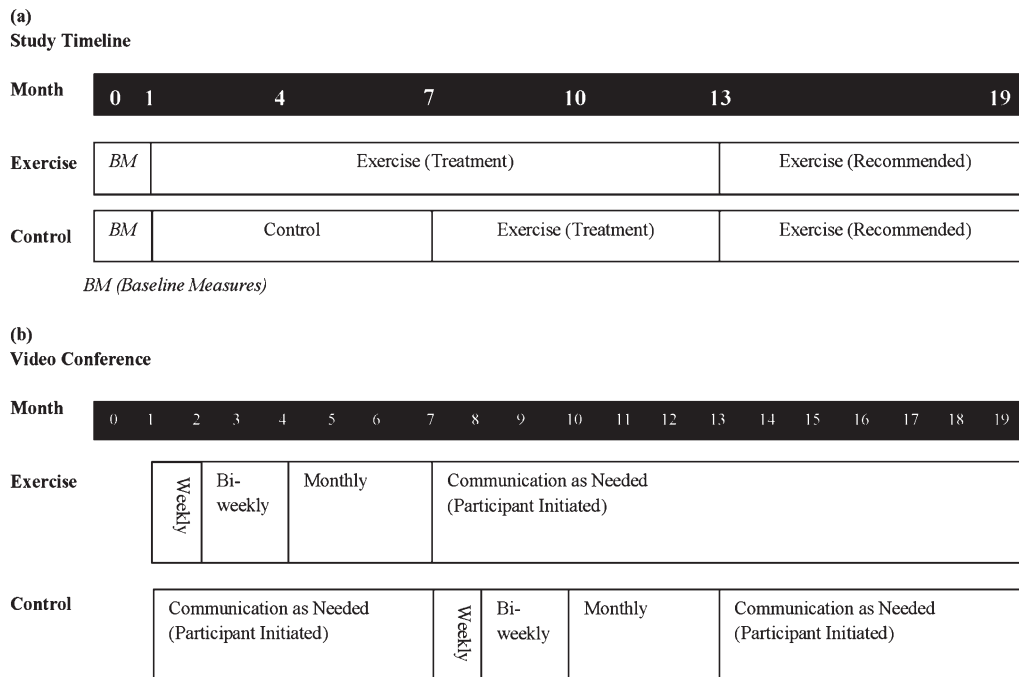 (a)
Study Timeline
Month 0 1 4 7 10 13 19
Exercise BM Exercise (Treatment) Exercise (Recommended)
Control BM Control Exercise (Treatment) Exercise (Recommended)
BM (Baseline Measures)
(b)
Video Conference
Month 0 1 2 3 4 5 6 7 8 9 10 11 12 13 14 15 16 17 18 19
Exercise Weekly Bi- Monthly Communication as Needed
weekly (Participant Initiated)
Control Communication as Needed Weekly Bi- Monthly Communication as Needed
(Participant Initiated) weekly (Participant Initiated)